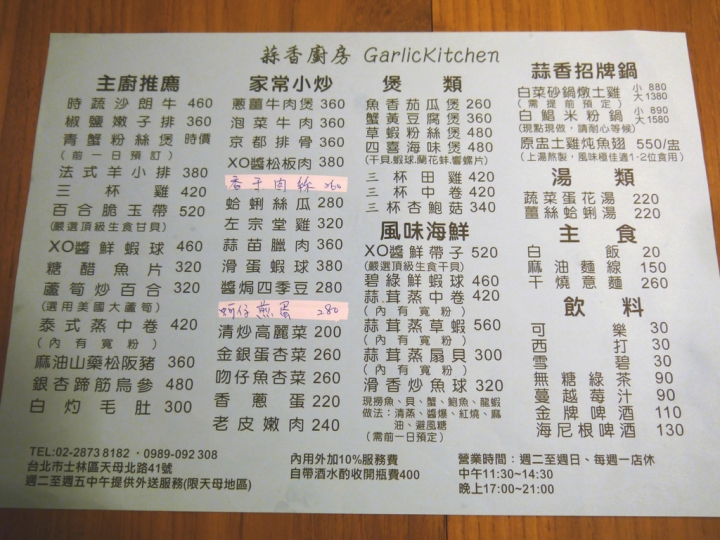 蒜香廚房 GarlicKitchen
主廚推薦
時蔬沙朗牛 460
椒鹽嫩子排 380
青蟹粉絲煲 時價
(前一日預訂)
法式羊小排 380
三杯雞 420
百合脆玉帶 520
(嚴選頂級生食甘貝)
XO醬鮮蝦球 460
糖醋魚片 320
蘆筍炒百合 320
(選用美國大蘆筍)
泰式蒸中卷 420
(內有寬粉)
麻油山藥松阪豬 360
銀杏蹄筋烏參 480
白灼毛肚 300
家常小炒
蔥薑牛肉煲 360
泡菜牛肉 360
京都排骨 360
XO醬松板肉 380
香干肉絲 260
蛤蜊絲瓜 280
左宗堂雞 320
蒜苗臘肉 360
滑蛋蝦球 380
醬焗四季豆 280
蚵仔煎蛋 280
清炒高麗菜 200
金銀蛋杏菜 260
吻仔魚杏菜 260
香蔥蛋 220
老皮嫩肉 240
煲類
魚香茄瓜煲 260
蟹黃豆腐煲 360
草蝦粉絲煲 480
四喜海味煲 480
(干貝.蝦球.蘭花蚌.響螺片)
三杯田雞 420
三杯中卷 420
三杯杏鮑菇 340
風味海鮮
XO醬鮮帶子 520
(嚴選頂級生食干貝)
碧綠鮮蝦球 460
蒜茸蒸中卷 420
(內有寬粉)
蒜茸蒸草蝦 560
(內有寬粉)
蒜茸蒸扇貝 300
(內有寬粉)
滑香炒魚球 320
現撈魚、貝、蟹、鮑魚、龍蝦
做法：清蒸、醬爆、紅燒、麻
油、避風糖
(需前一日預定)
蒜香招牌鍋
白菜砂鍋燉土雞 小 880
(需提前預定) 大1380
白鯧米粉鍋 小 890
(現點現做，請耐心等候) 大1580
原盅土雞炖魚翅 550/盅
(上湯熬製，風味極佳適1-2位食用)
湯類
蔬菜蛋花湯 220
薑絲蛤蜊湯 220
主食
白飯 20
麻油麵線 150
干燒意麵 260
飲料
可樂 30
西打 30
雪碧 30
無糖綠茶 90
蔓越莓汁 90
金牌啤酒 110
海尼根啤酒 130
TEL:02-2873 8182．0989-092 308
台北市士林區天母北路41號
週二至週五中午提供外送服務(限天母地區)
內用外加10%服務費
自帶酒水酌收開瓶費400
營業時間：週二至週日、每週一店休
中午11:30~14:30
晚上17:00~21:00